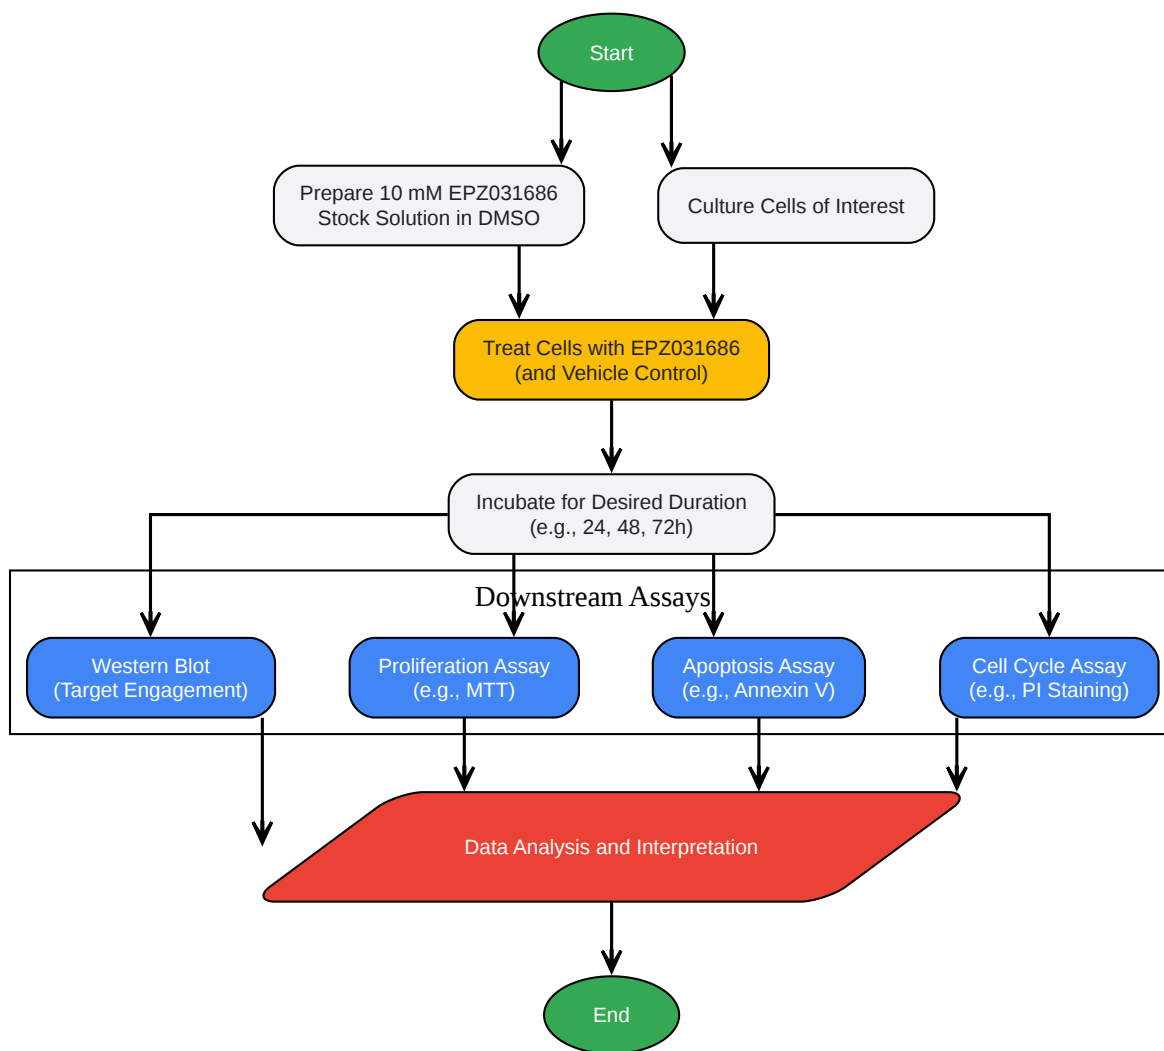 Start
Prepare 10 mM EPZ031686
Stock Solution in DMSO
Culture Cells of Interest
Treat Cells with EPZ031686
(and Vehicle Control)
Incubate for Desired Duration
(e.g., 24, 48, 72h)
Downstream Assays
Western Blot
(Target Engagement)
Proliferation Assay
(e.g., MTT)
Apoptosis Assay
(e.g., Annexin V)
Cell Cycle Assay
(e.g., PI Staining)
Data Analysis and Interpretation
End